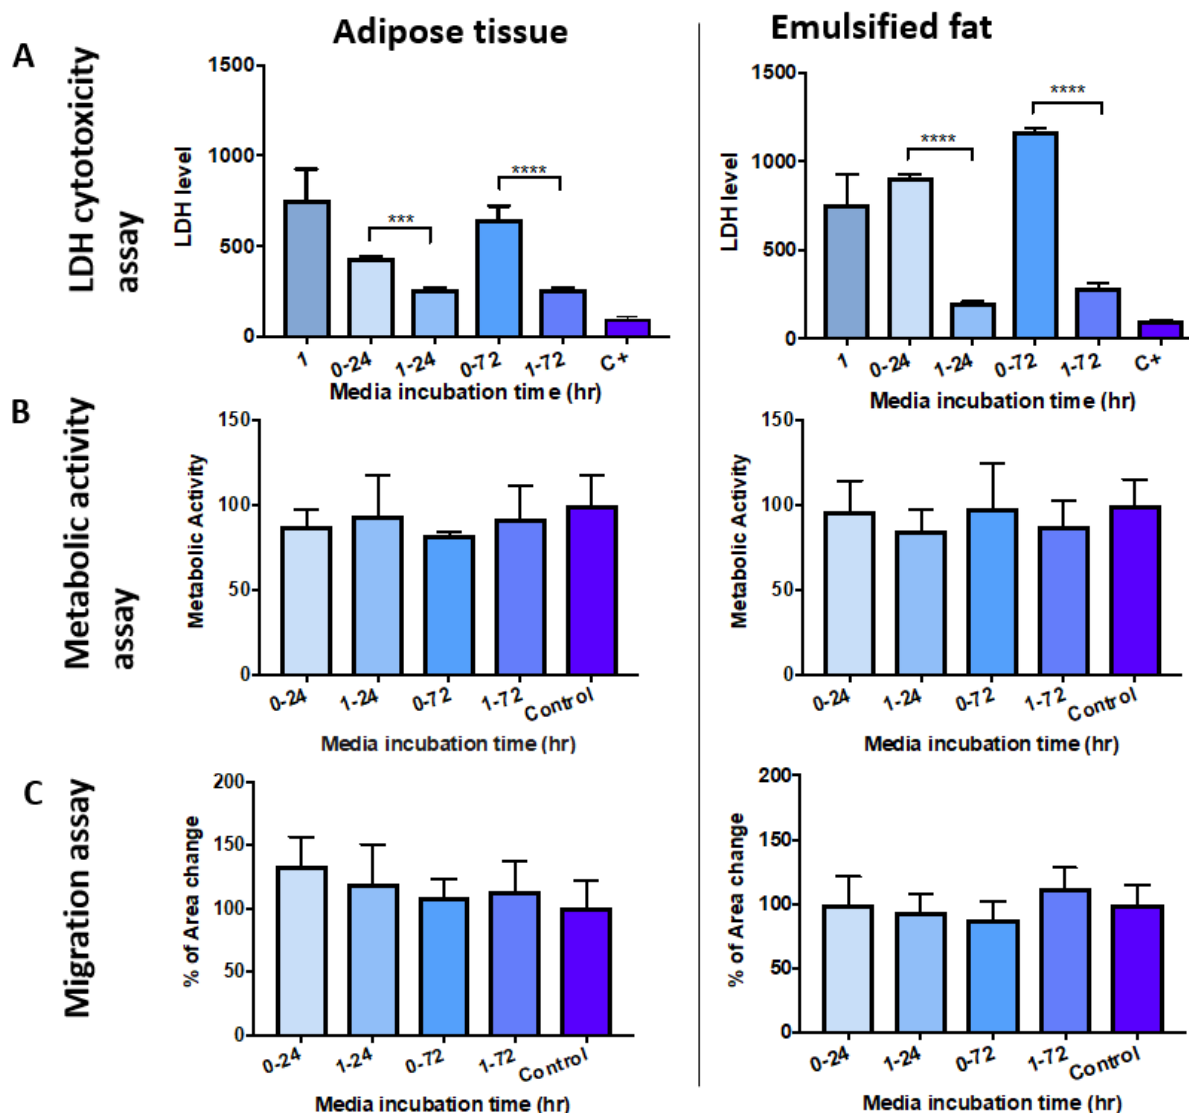 Adipose tissue
Emulsified fat
A
LDH cytotoxicity
assay
1500
1000
500
0
LDH level
***
****
1
0-24
1-24
0-72
1-72
C+
Media incubation time (hr)
1500
1000
500
0
LDH level
****
****
1
0-24
1-24
0-72
1-72
C+
Media incubation time (hr)
B
Metabolic activity
assay
150
100
50
0
Metabolic Activity
0-24
1-24
0-72
1-72
Control
Media incubation time (hr)
150
100
50
0
Metabolic Activity
0-24
1-24
0-72
1-72
Control
Media incubation time (hr)
C
Migration assay
200
150
100
50
0
% of Area change
0-24
1-24
0-72
1-72
Control
Media incubation time (hr)
200
150
100
50
0
% of Area change
0-24
1-24
0-72
1-72
Control
Media incubation time (hr)